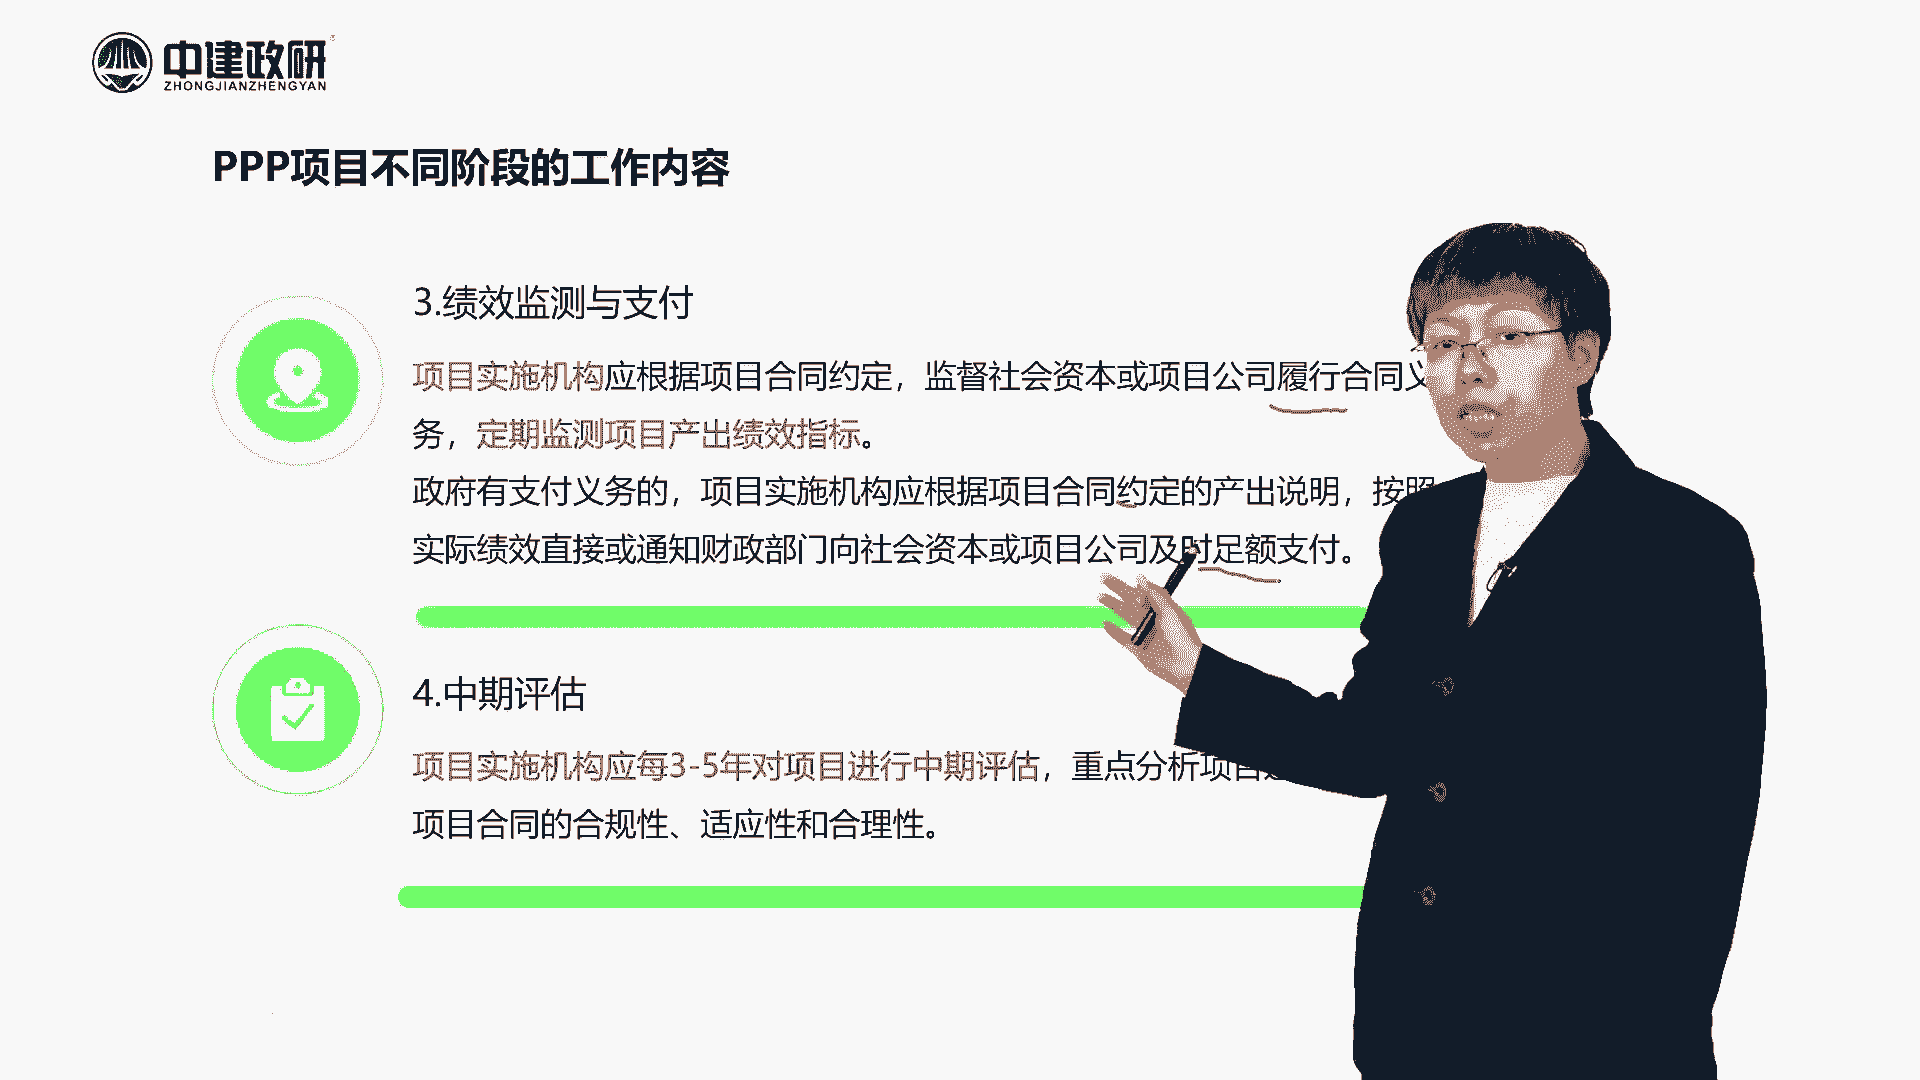 中建政研
ZHONGJIANZHENGYAN
PPP项目不同阶段的工作内容
3.绩效监测与支付
项目实施机构应根据项目合同约定，监督社会资本或项目公司履行合同义
务，定期监测项目产出绩效指标。
政府有支付义务的，项目实施机构应根据项目合同约定的产出说明，按照
实际绩效直接或通知财政部门向社会资本或项目公司及时足额支付。
4.中期评估
项目实施机构应每3-5年对项目进行中期评估，重点分析项目
项目合同的合规性、适应性和合理性。